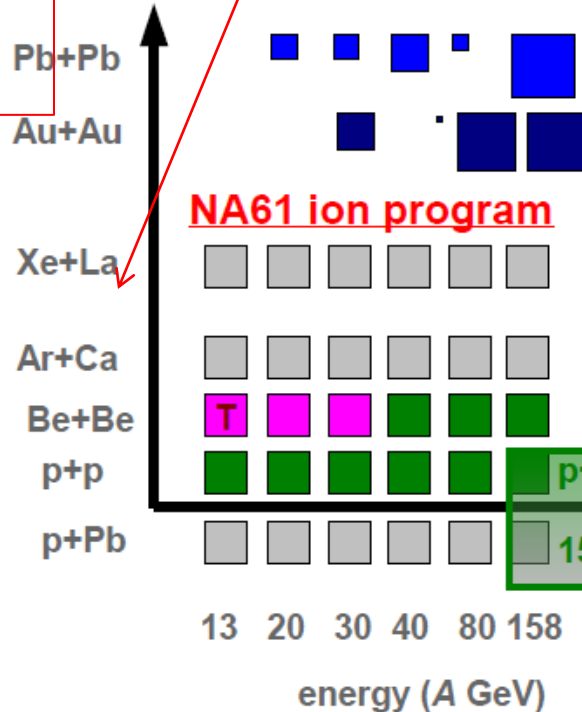 Pb+Pb
Au+Au
NA61 ion program
Xe+La
Ar+Ca
Be+Be T
p+p p+
p+Pb 15
13 20 30 40 80 158
energy (A GeV)